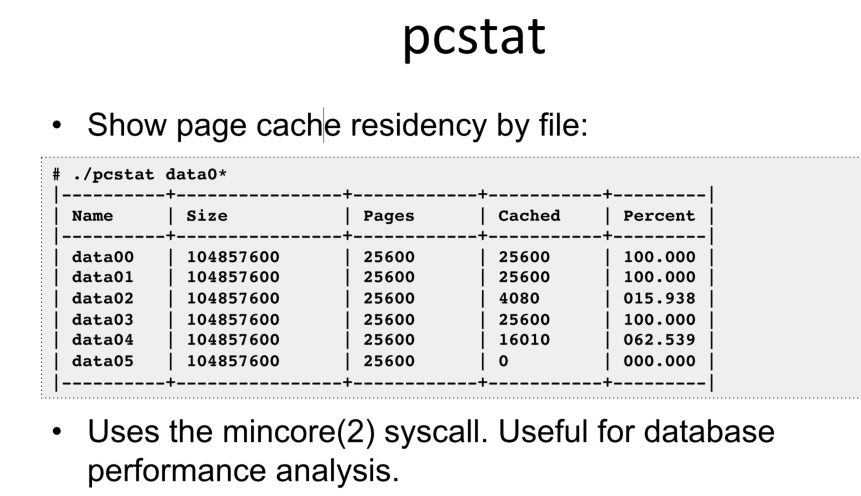 pcstat
• Show page cache residency by file:
# ./pcstat data0*
|----------+----------------+------------+-----------+---------|
| Name | Size | Pages | Cached | Percent |
|----------+----------------+------------+-----------+---------|
| data00 | 104857600 | 25600 | 25600 | 100.000 |
| data01 | 104857600 | 25600 | 25600 | 100.000 |
| data02 | 104857600 | 25600 | 4080 | 015.938 |
| data03 | 104857600 | 25600 | 25600 | 100.000 |
| data04 | 104857600 | 25600 | 16010 | 062.539 |
| data05 | 104857600 | 25600 | 0 | 000.000 |
|----------+----------------+------------+-----------+---------|
• Uses the mincore(2) syscall. Useful for database
performance analysis.